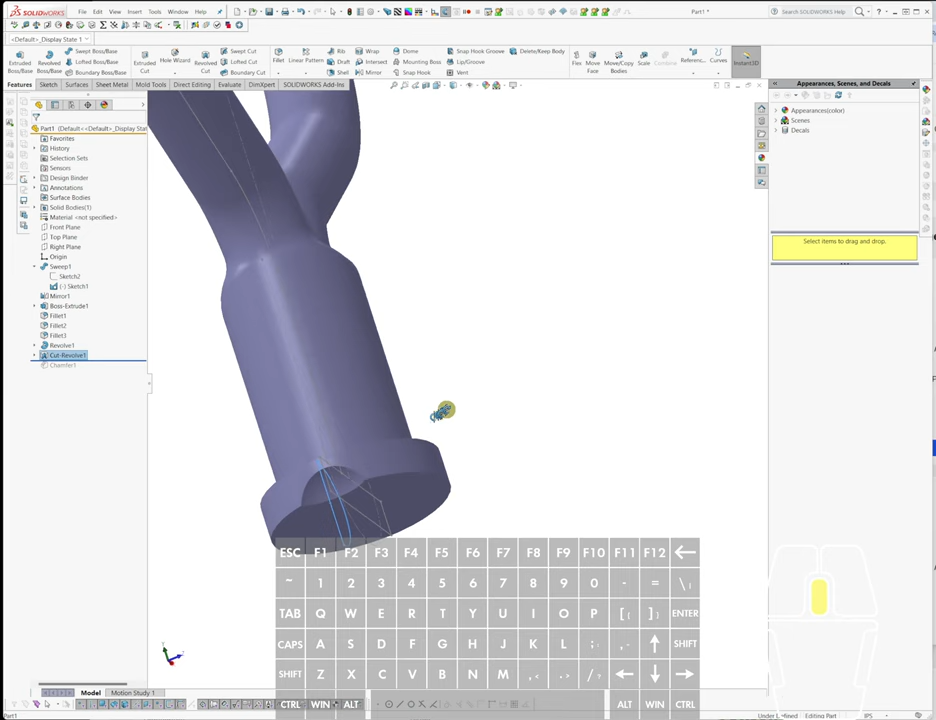 SOLIDWORKS File Edit View Insert Tools Window Help Part1 * Search SOLIDWORKS Help
<Default>_Display State 1
Extruded Boss/Base Revolved Boss/Base Swept Boss/Base Lofted Boss/Base Boundary Boss/Base Extruded Cut Hole Wizard Revolved Cut Swept Cut Lofted Cut Boundary Cut Fillet Linear Pattern Rib Draft Shell Wrap Intersect Mirror Dome Mounting Boss Snap Hook Snap Hook Groove Lip/Groove Vent Delete/Keep Body Flex Move Face Move/Copy Bodies Scale Combine Referenc... Curves Instant3D
Features Sketch Surfaces Sheet Metal Mold Tools Direct Editing Evaluate DimXpert SOLIDWORKS Add-Ins
Appearances, Scenes, and Decals
Appearances(color)
Scenes
Decals
Select items to drag and drop.
Part1 (Default<<Default>_Display Stat
Favorites
History
Selection Sets
Sensors
Design Binder
Annotations
Surface Bodies
Solid Bodies(1)
Material <not specified>
Front Plane
Top Plane
Right Plane
Origin
Sweep1
Sketch2
(-) Sketch1
Mirror1
Boss-Extrude1
Fillet1
Fillet2
Fillet3
Revolve1
Cut-Revolve1
Chamfer1
ESC F1 F2 F3 F4 F5 F6 F7 F8 F9 F10 F11 F12
~ 1 2 3 4 5 6 7 8 9 0 - = \|
TAB Q W E R T Y U I O P [{ ]} ENTER
CAPS A S D F G H J K L ;: SHIFT
SHIFT Z X C V B N M ,< .> /?
CTRL WIN ALT ALT WIN CTRL
Model Motion Study 1
Part1 Under Defined Editing Part IPS